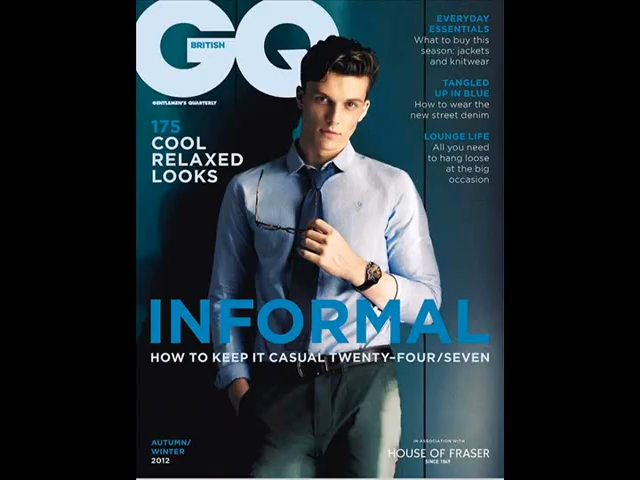 GQ
BRITISH
GENTLEMEN'S QUARTERLY
175
COOL
RELAXED
LOOKS
EVERYDAY
ESSENTIALS
What to buy this
season: jackets
and knitwear
TANGLED
UP IN BLUE
How to wear the
new street denim
LOUNGE LIFE
All you need
to hang loose
at the big
occasion
INFORMAL
HOW TO KEEP IT CASUAL TWENTY-FOUR/SEVEN
AUTUMN/
WINTER
2012
IN ASSOCIATION WITH
HOUSE OF FRASER
SINCE 1849